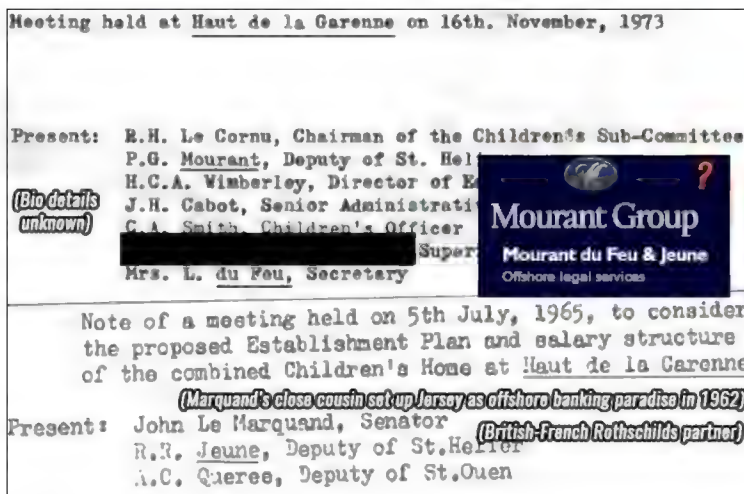 Meeting held at Haut de la Garenne on 16th. November, 1973
Present: R.H. Le Cornu, Chairman of the Children's Sub-Committee
P.G. Mourant, Deputy of St. Hel
H.C.A. Wimberley, Director of E
(Bio details unknown)
J.H. Cabot, Senior Administrati
C.A. Smith, Children's Officer
Super
Mrs. L. du Feu, Secretary
?
Mourant Group
Mourant du Feu & Jeune
Offshore legal services
Note of a meeting held on 5th July, 1965, to consider
the proposed Establishment Plan and salary structure
of the combined Children's Home at Haut de la Garenne
(Marquand's close cousin set up Jersey as offshore banking paradise in 1962)
Present: John Le Marquand, Senator
(British-French Rothschilds partner)
R.R. Jeune, Deputy of St.Helier
A.C. Queree, Deputy of St.Ouen